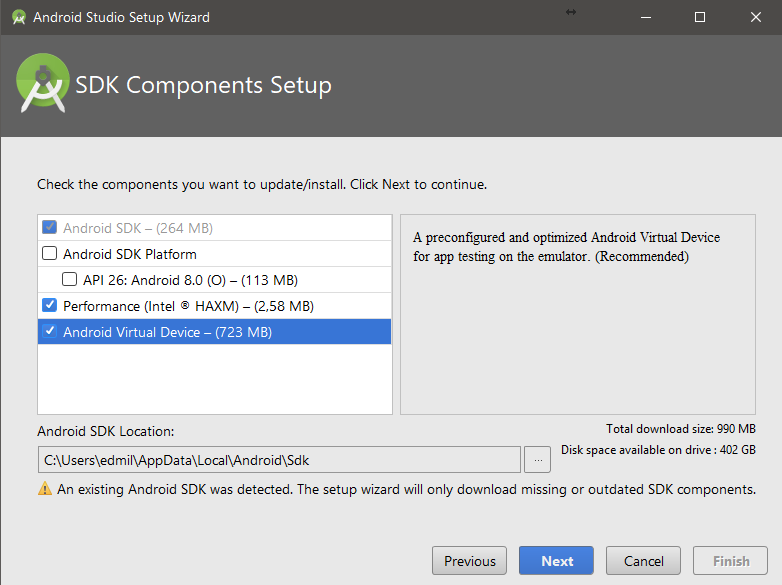 Android Studio Setup Wizard
SDK Components Setup
Check the components you want to update/install. Click Next to continue.
Android SDK – (264 MB)
Android SDK Platform
API 26: Android 8.0 (O) – (113 MB)
Performance (Intel ® HAXM) – (2,58 MB)
Android Virtual Device – (723 MB)
A preconfigured and optimized Android Virtual Device
for app testing on the emulator. (Recommended)
Android SDK Location:
Total download size: 990 MB
Disk space available on drive : 402 GB
C:\Users\edmil\AppData\Local\Android\Sdk
...
An existing Android SDK was detected. The setup wizard will only download missing or outdated SDK components.
Previous
Next
Cancel
Finish